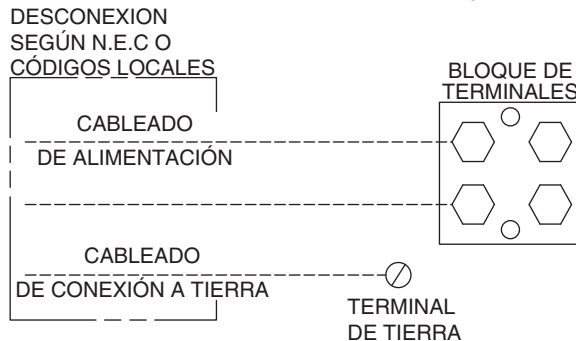 DESCONEXION
SEGÚN N.E.C O
CÓDIGOS LOCALES
BLOQUE DE
TERMINALES
CABLEADO
DE ALIMENTACIÓN
CABLEADO
DE CONEXIÓN A TIERRA
TERMINAL
DE TIERRA